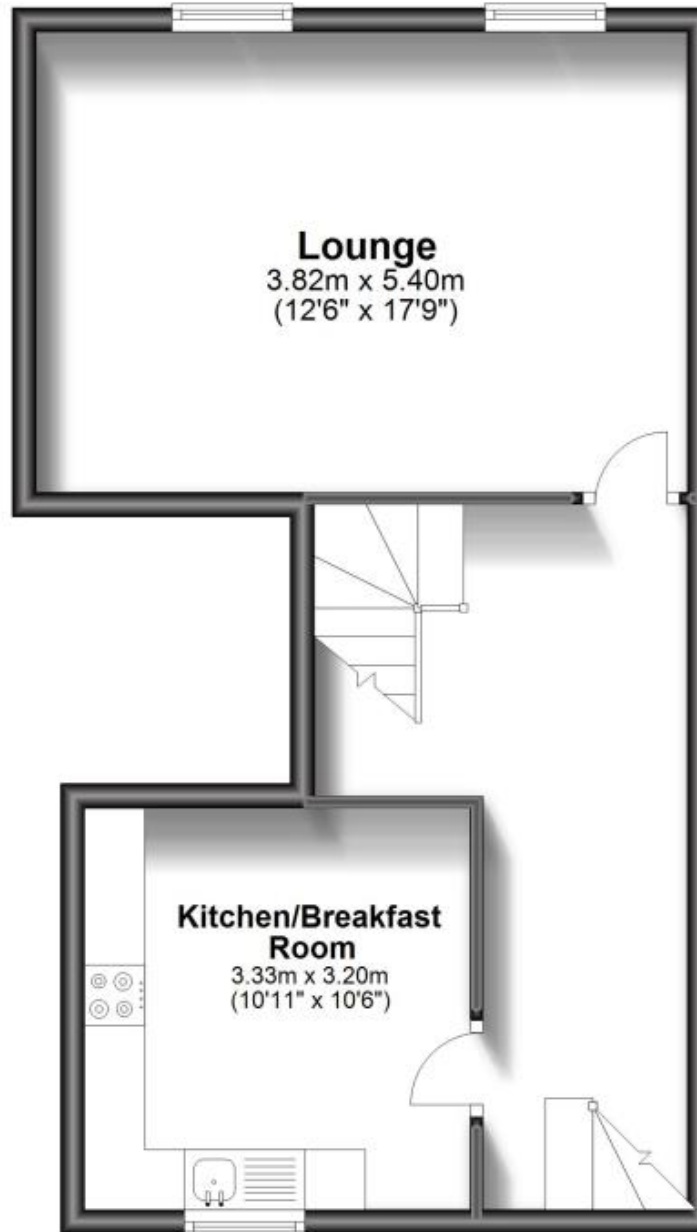 Lounge
3.82m x 5.40m
(12'6" x 17'9")
Kitchen/Breakfast
Room
3.33m x 3.20m
(10'11" x 10'6")